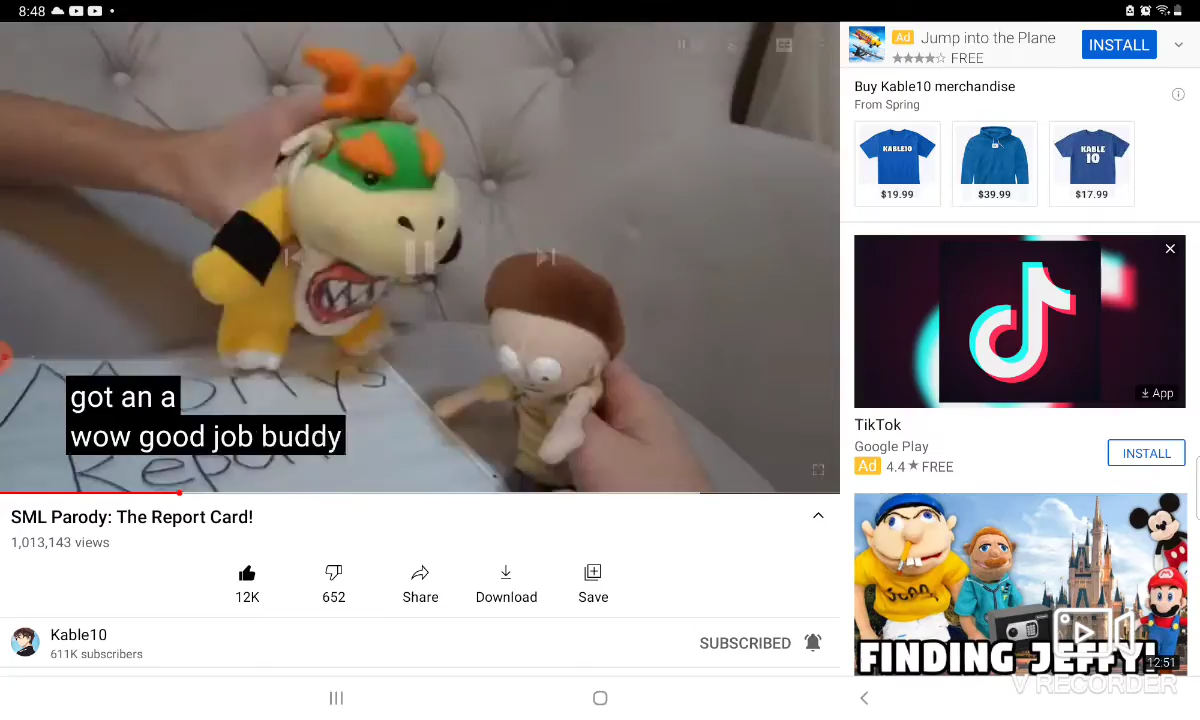 8:48
got an a
wow good job buddy
SML Parody: The Report Card!
1,013,143 views
12K
652
Share
Download
Save
Kable10
611K subscribers
SUBSCRIBED
Ad Jump into the Plane
FREE
INSTALL
Buy Kable10 merchandise
From Spring
KABLE10
$19.99
$39.99
KABLE
10
$17.99
App
TikTok
Google Play
Ad 4.4 ★ FREE
INSTALL
FINDING JEFFY!
12:51
V RECORDER